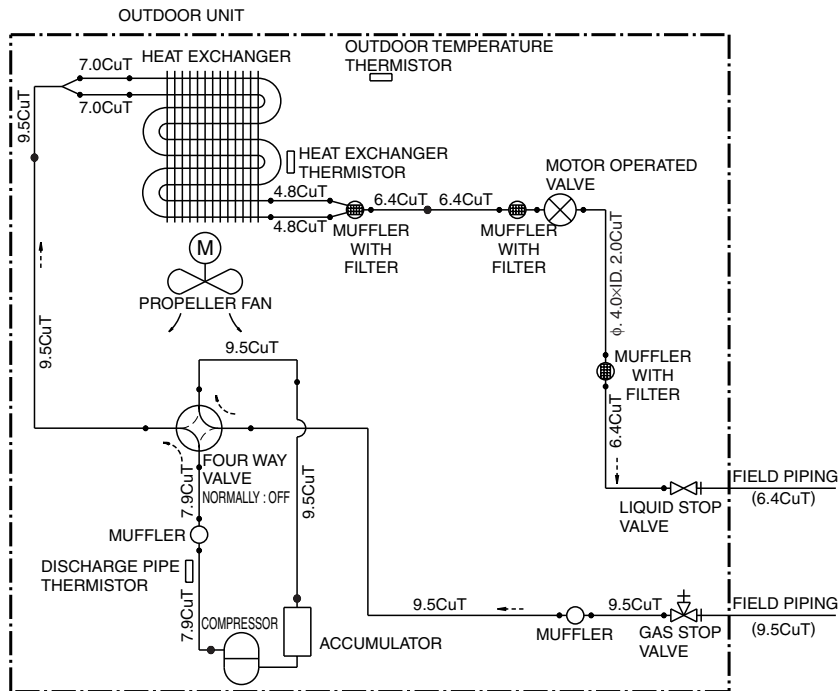 OUTDOOR UNIT
7.0CuT
HEAT EXCHANGER
OUTDOOR TEMPERATURE
THERMISTOR
7.0CuT
9.5CuT
HEAT EXCHANGER
THERMISTOR
MOTOR OPERATED
VALVE
4.8CuT
6.4CuT
6.4CuT
4.8CuT
MUFFLER
WITH
FILTER
MUFFLER
WITH
FILTER
M
PROPELLER FAN
ϕ. 4.0×ID. 2.0CuT
9.5CuT
9.5CuT
MUFFLER
WITH
FILTER
6.4CuT
FOUR WAY
VALVE
NORMALLY : OFF
7.9CuT
9.5CuT
FIELD PIPING
(6.4CuT)
LIQUID STOP
VALVE
MUFFLER
DISCHARGE PIPE
THERMISTOR
7.9CuT
COMPRESSOR
ACCUMULATOR
9.5CuT
9.5CuT
MUFFLER
GAS STOP
VALVE
FIELD PIPING
(9.5CuT)